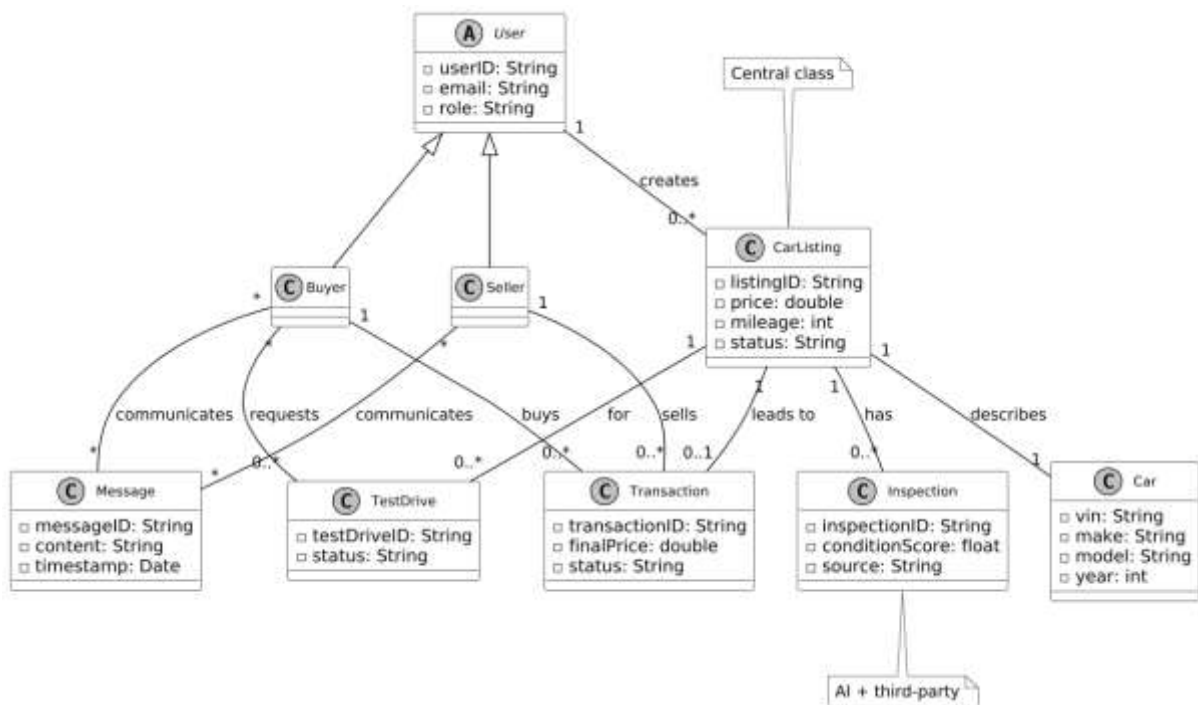 A User
userID: String
email: String
role: String
Central class
1
creates
0..*
C CarListing
listingID: String
price: double
mileage: int
status: String
C Buyer
C Seller
*
1
1
*
*
1
1
1
1
communicates
requests
communicates
buys
for
sells
leads to
has
describes
*
*
0..*
0..*
0..*
0..*
0..1
0..*
1
C Message
messageID: String
content: String
timestamp: Date
C TestDrive
testDriveID: String
status: String
C Transaction
transactionID: String
finalPrice: double
status: String
C Inspection
inspectionID: String
conditionScore: float
source: String
C Car
vin: String
make: String
model: String
year: int
AI + third-party